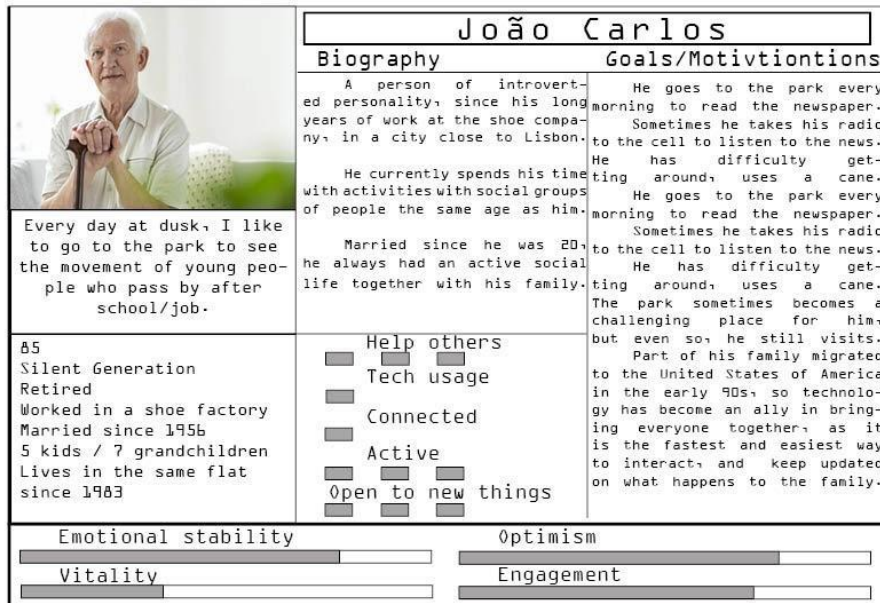 João Carlos
Every day at dusk, I like
to go to the park to see
the movement of young peo-
ple who pass by after
school/job.
85
Silent Generation
Retired
Worked in a shoe factory
Married since 1956
5 kids / 7 grandchildren
Lives in the same flat
since 1983
Biography
A person of introvert-
ed personality, since his long
years of work at the shoe compa-
ny, in a city close to Lisbon.
He currently spends his time
with activities with social groups
of people the same age as him.
Married since he was 20,
he always had an active social
life together with his family.
Help others
Tech usage
Connected
Active
Open to new things
Goals/Motivtiontions
He goes to the park every
morning to read the newspaper.
Sometimes he takes his radio
to the cell to listen to the news.
He has difficulty get-
ting around, uses a cane.
He goes to the park every
morning to read the newspaper.
Sometimes he takes his radio
to the cell to listen to the news.
He has difficulty get-
ting around, uses a cane.
The park sometimes becomes a
challenging place for him,
but even so, he still visits.
Part of his family migrated
to the United States of America
in the early 90s, so technolo-
gy has become an ally in bring-
ing everyone together, as it
is the fastest and easiest way
to interact, and keep updated
on what happens to the family.
Emotional stability
Optimism
Vitality
Engagement